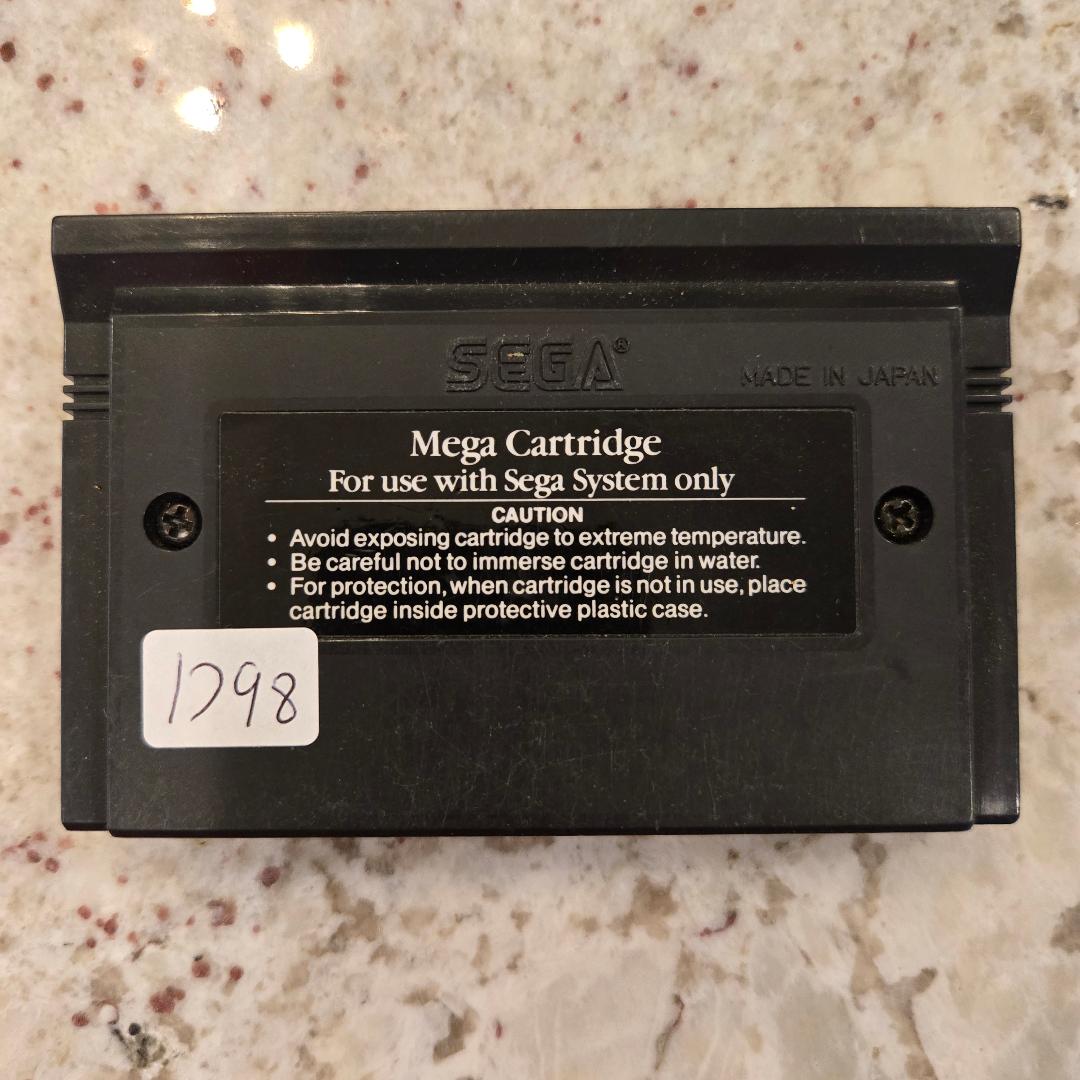 SEGA®
MADE IN JAPAN
Mega Cartridge
For use with Sega System only
CAUTION
• Avoid exposing cartridge to extreme temperature.
• Be careful not to immerse cartridge in water.
• For protection, when cartridge is not in use, place
cartridge inside protective plastic case.
1798